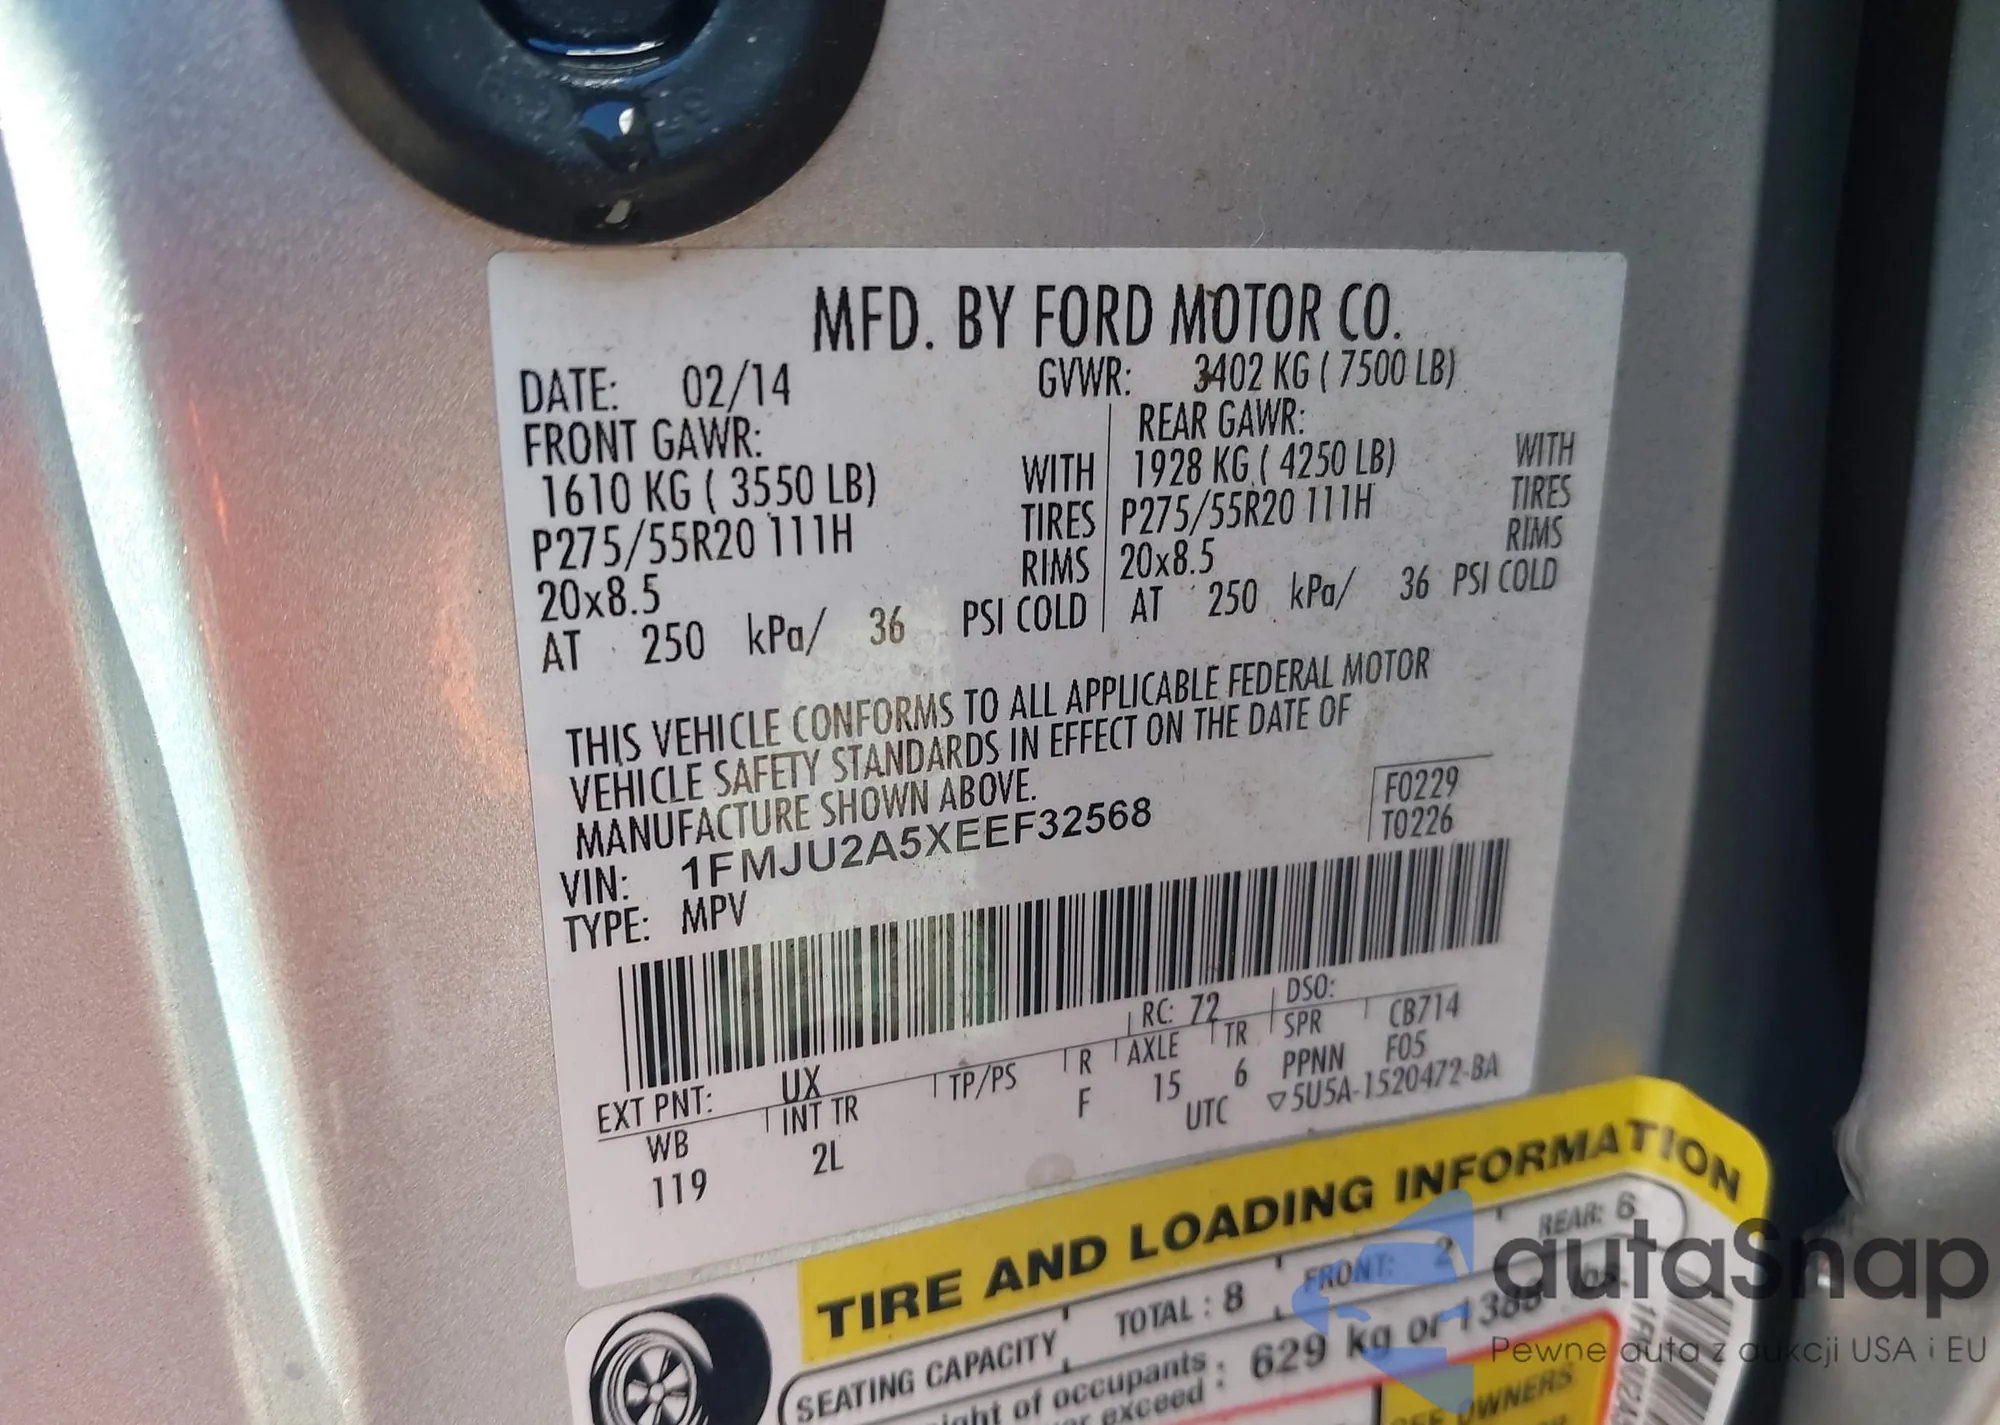 MFD. BY FORD MOTOR CO.
DATE: 02/14 GVWR: 3402 KG ( 7500 LB)
FRONT GAWR: REAR GAWR:
1610 KG ( 3550 LB) WITH 1928 KG ( 4250 LB) WITH
P275/55R20 111H TIRES P275/55R20 111H TIRES
20x8.5 RIMS 20x8.5 RIMS
AT 250 kPa/ 36 PSI COLD AT 250 kPa/ 36 PSI COLD
THIS VEHICLE CONFORMS TO ALL APPLICABLE FEDERAL MOTOR
VEHICLE SAFETY STANDARDS IN EFFECT ON THE DATE OF
MANUFACTURE SHOWN ABOVE.
F0229
T0226
VIN: 1FMJU2A5XEEF32568
TYPE: MPV
EXT PNT: UX RC: 72 DSO:
WB INT TR TP/PS R AXLE TR SPR CB714
119 2L F 15 6 PPNN F05
UTC ▽5U5A-1520472-BA
TIRE AND LOADING INFORMATION
SEATING CAPACITY TOTAL : 8 FRONT: 2 REAR: 6
of occupants : 629 kg or
exceed :
OWNERS
autaSnap
Pewne auta z aukcji USA i EU